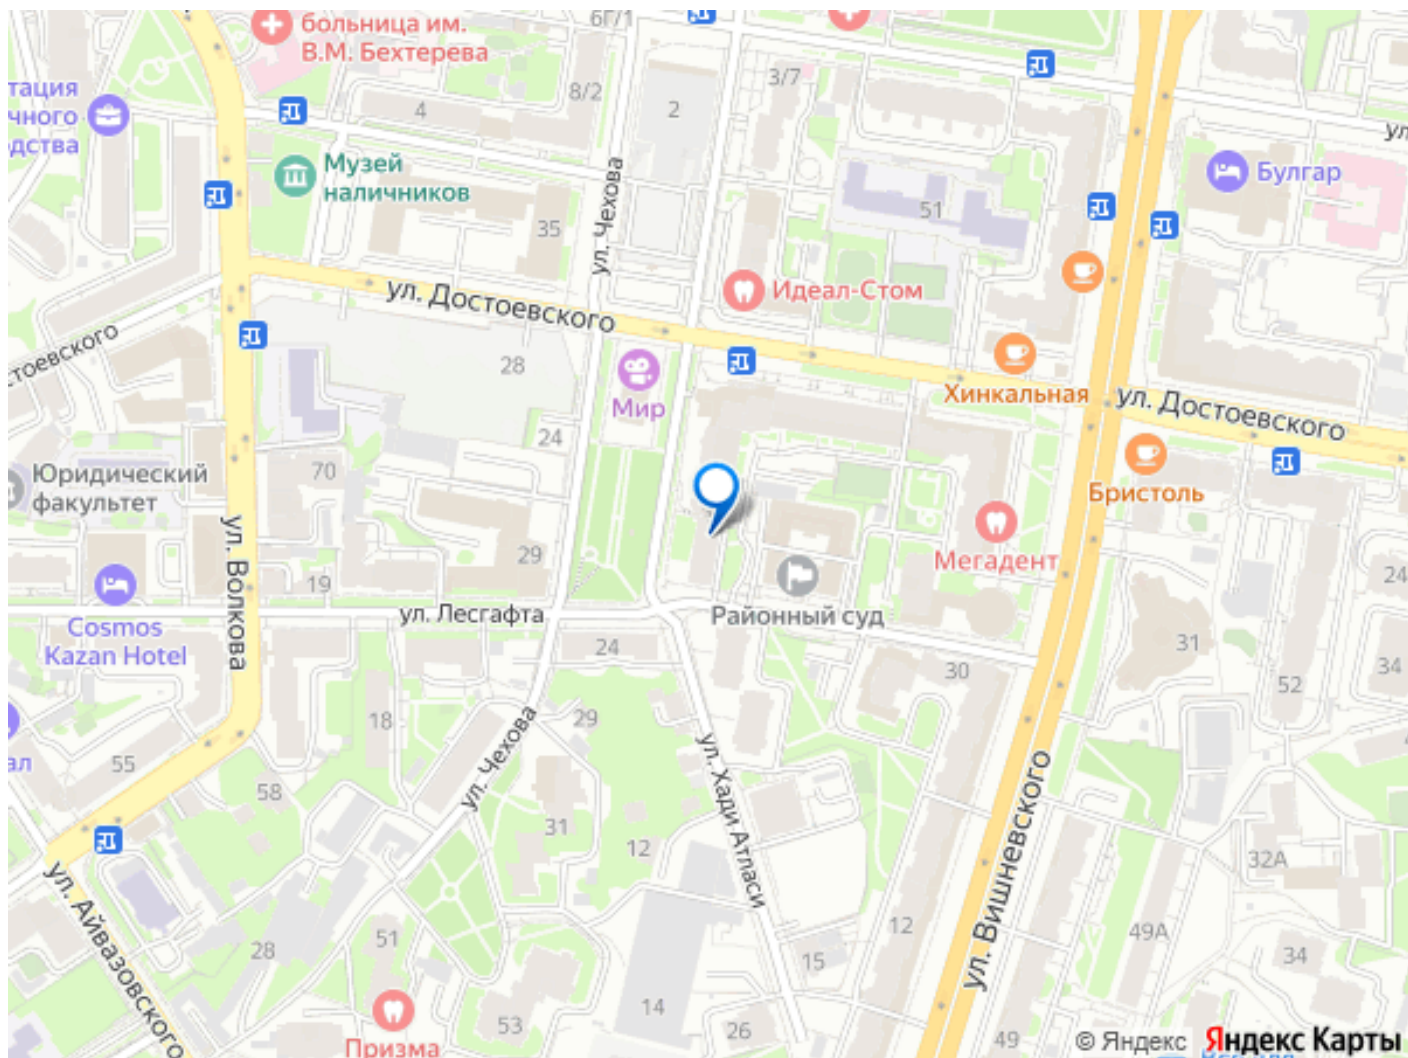 больница им.
В.М. Бехтерева
6Г/1
тация
чного
дства
4
8/2
3/7
2
ул.
Музей
наличников
ул. Чехова
Булгар
51
35
Идеал-Стом
ул. Достоевского
стоевского
28
Мир
Хинкальная
ул. Достоевского
24
Юридический
факультет
70
Бристоль
ул. Волкова
29
Мегадент
19
24
Cosmos
Kazan Hotel
ул. Лесгафта
Районный суд
24
30
31
34
52
18
29
ул. Чехова
ул. Хади Атласи
ал
55
58
31
12
ул. Вишневского
32А
ул. Айвазовского
28
51
12
49А
15
34
14
53
26
49
Призма
© Яндекс
Яндекс Карты